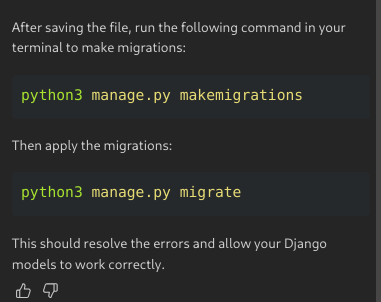 After saving the file, run the following command in your
terminal to make migrations:
python3 manage.py makemigrations
Then apply the migrations:
python3 manage.py migrate
This should resolve the errors and allow your Django
models to work correctly.